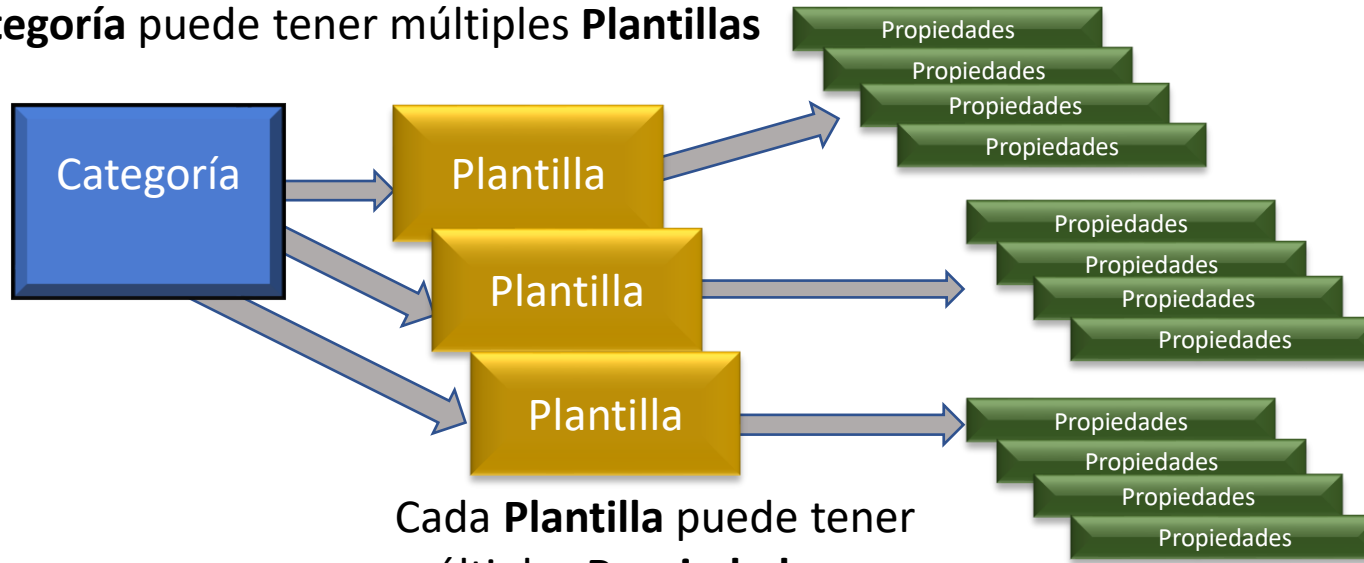 tegoría puede tener múltiples Plantillas
Propiedades
Propiedades
Propiedades
Propiedades
Categoría
Plantilla
Plantilla
Plantilla
Propiedades
Propiedades
Propiedades
Propiedades
Propiedades
Propiedades
Propiedades
Propiedades
Cada Plantilla puede tener